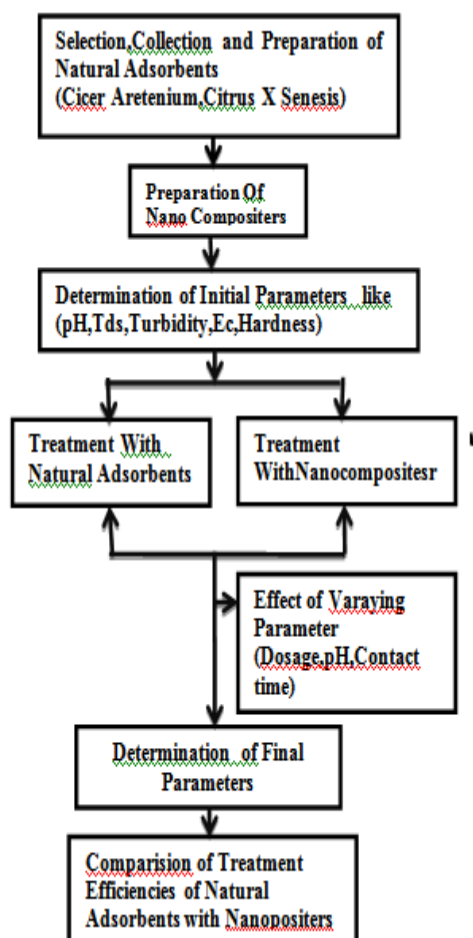 Selection,Collection and Preparation of
Natural Adsorbents
(Cicer Aretenium,Citrus X Senesis)
Preparation Of
Nano Compositers
Determination of Initial Parameters like
(pH,Tds,Turbidity,Ec,Hardness)
Treatment With
Natural Adsorbents
Treatment
WithNanocompositesr
Effect of Varaying
Parameter
(Dosage,pH,Contact
time)
Determination of Final
Parameters
Comparision of Treatment
Efficiencies of Natural
Adsorbents with Nanopositers